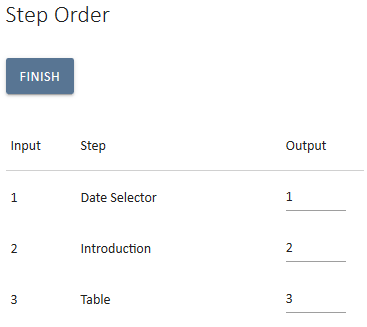 Step Order
FINISH
Input Step Output
1 Date Selector 1
2 Introduction 2
3 Table 3